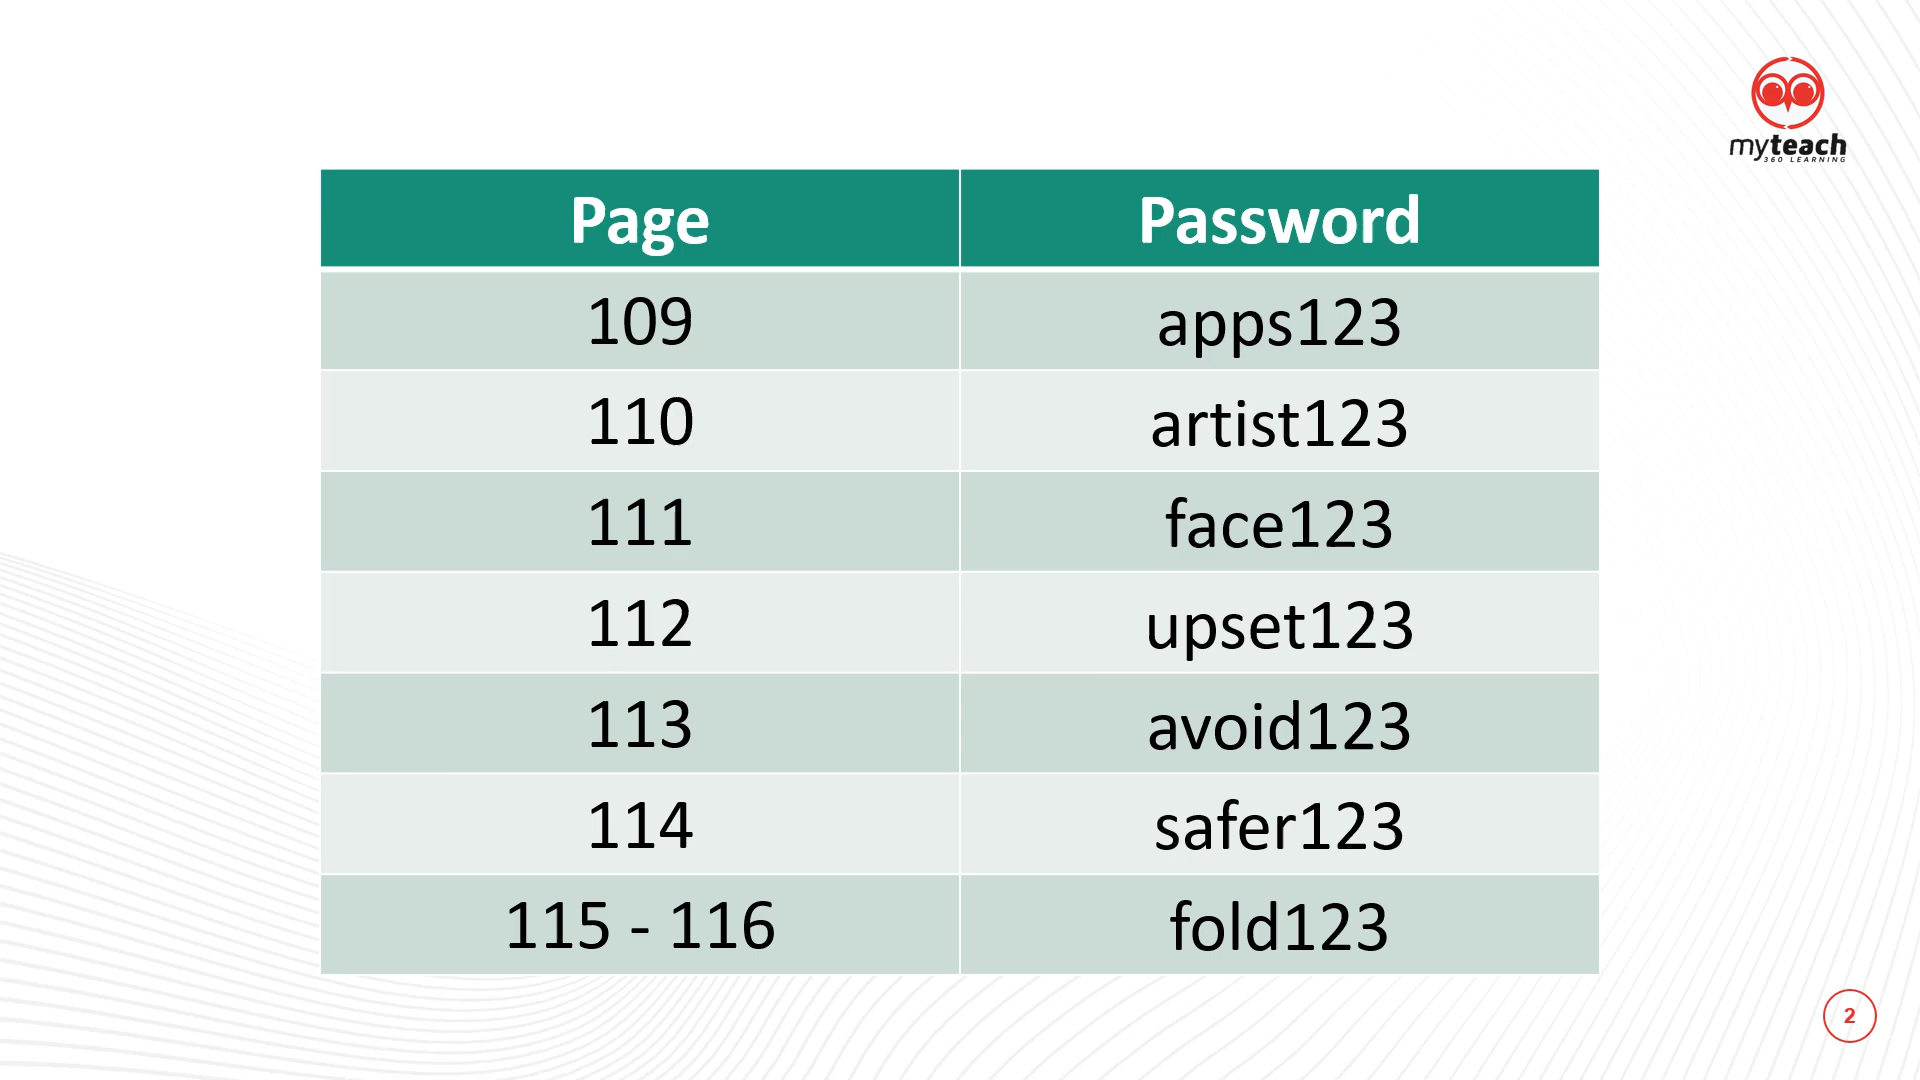 myteach
360 LEARNING
Page Password
109 apps123
110 artist123
111 face123
112 upset123
113 avoid123
114 safer123
115 - 116 fold123
2